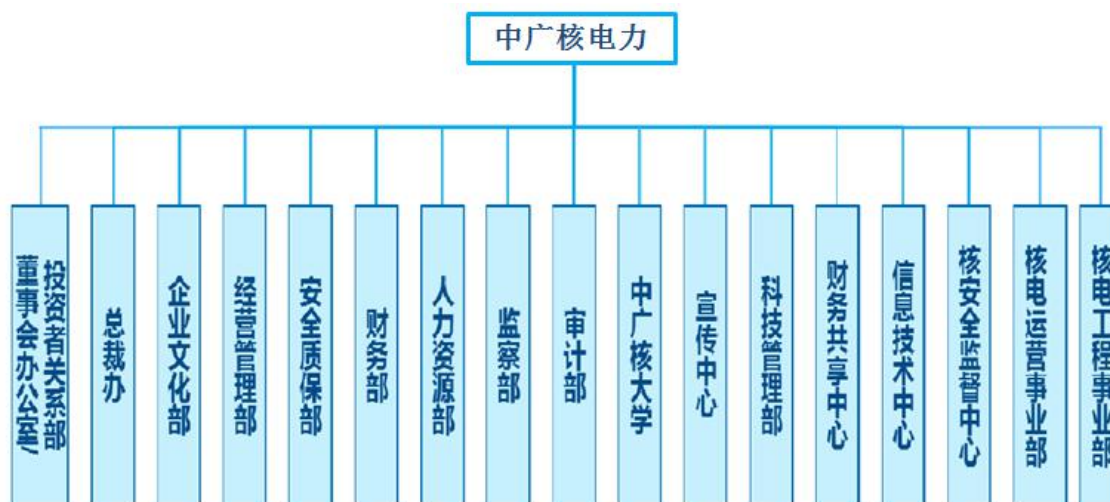 中广核电力
董事会办公室/
投资者关系部
总裁办
企业文化部
经营管理部
安全质保部
财务部
人力资源部
监察部
审计部
中广核大学
宣传中心
科技管理部
财务共享中心
信息技术中心
核安全监督中心
核电运营事业部
核电工程事业部